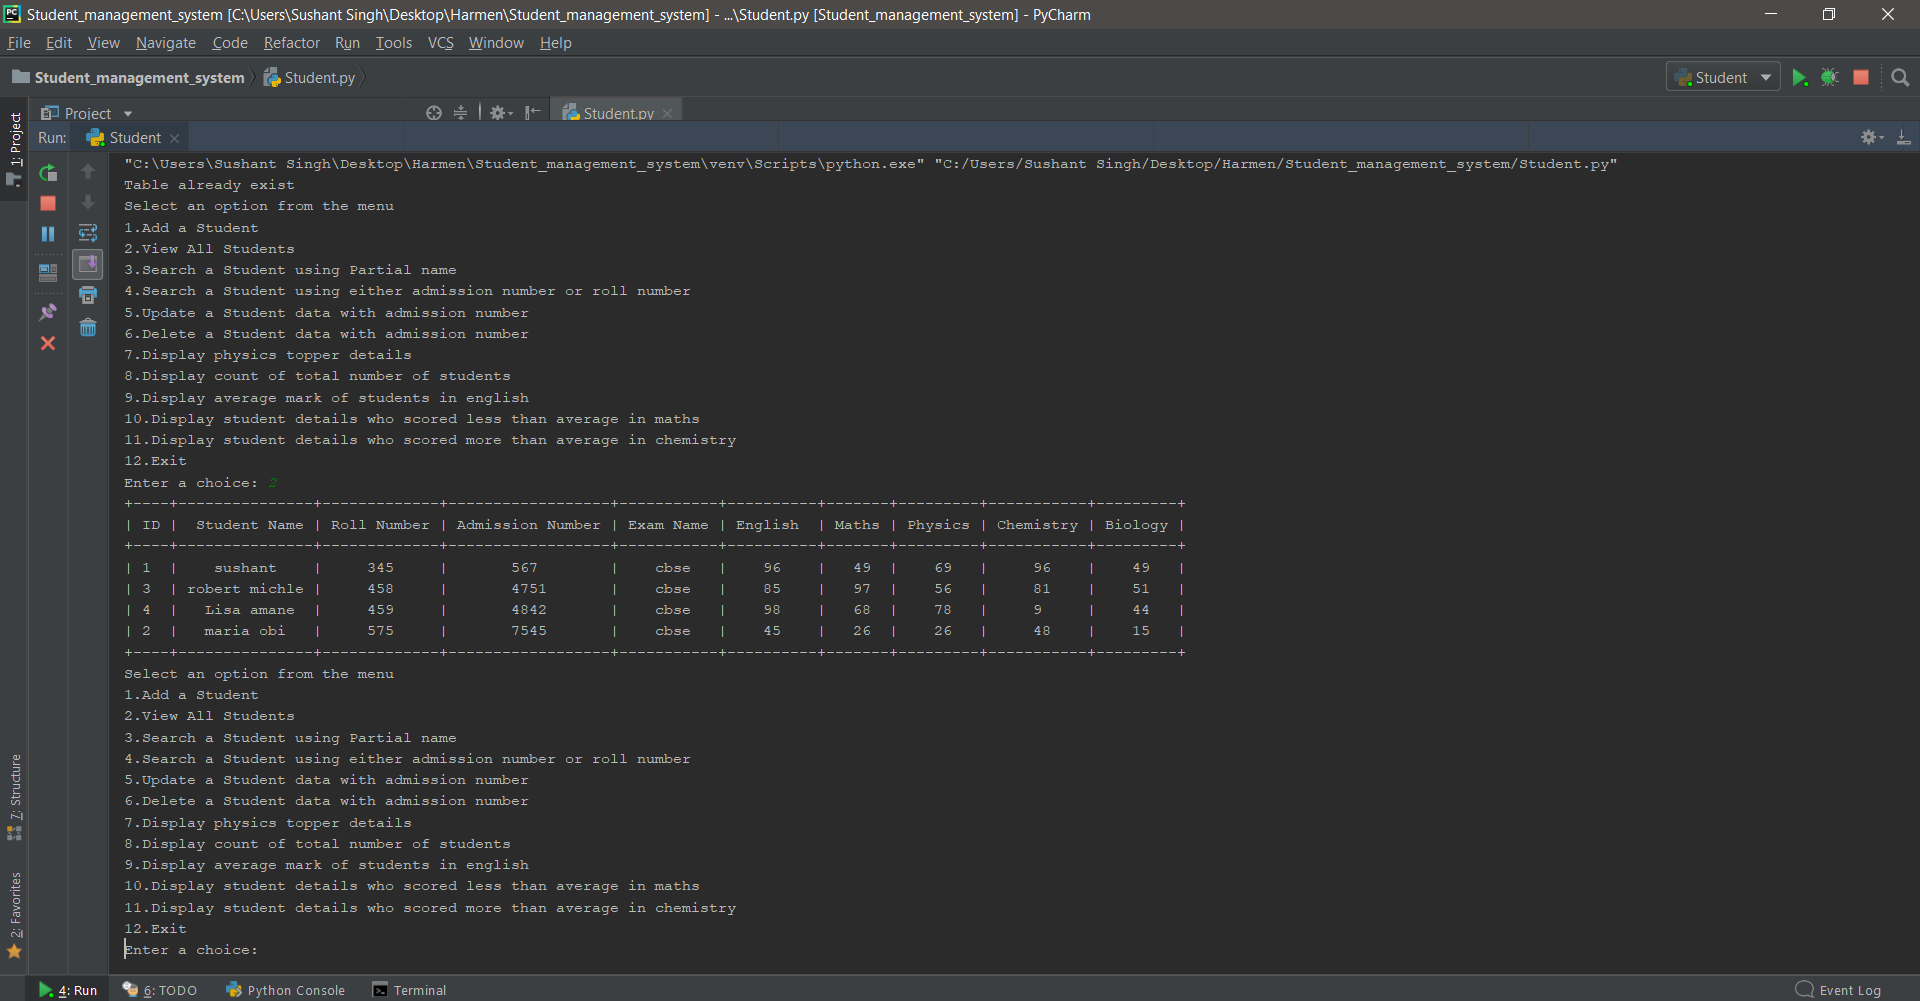 Student_management_system [C:\Users\Sushant Singh\Desktop\Harmen\Student_management_system] - ...\Student.py [Student_management_system] - PyCharm
File Edit View Navigate Code Refactor Run Tools VCS Window Help
Student_management_system Student.py Student
Project Student.py
1: Project
Run: Student
"C:\Users\Sushant Singh\Desktop\Harmen\Student_management_system\venv\Scripts\python.exe" "C:/Users/Sushant Singh/Desktop/Harmen/Student_management_system/Student.py"
Table already exist
Select an option from the menu
1.Add a Student
2.View All Students
3.Search a Student using Partial name
4.Search a Student using either admission number or roll number
5.Update a Student data with admission number
6.Delete a Student data with admission number
7.Display physics topper details
8.Display count of total number of students
9.Display average mark of students in english
10.Display student details who scored less than average in maths
11.Display student details who scored more than average in chemistry
12.Exit
Enter a choice: 2
+----+---------------+-------------+------------------+-----------+----------+-------+---------+-----------+---------+
| ID |  Student Name | Roll Number | Admission Number | Exam Name | English  | Maths | Physics | Chemistry | Biology |
+----+---------------+-------------+------------------+-----------+----------+-------+---------+-----------+---------+
| 1  |    sushant    |     345     |       567        |    cbse   |    96    |   49  |    69   |     96    |    49   |
| 3  | robert michle |     458     |       4751       |    cbse   |    85    |   97  |    56   |     81    |    51   |
| 4  |   Lisa amane  |     459     |       4842       |    cbse   |    98    |   68  |    78   |     9     |    44   |
| 2  |   maria obi   |     575     |       7545       |    cbse   |    45    |   26  |    26   |     48    |    15   |
+----+---------------+-------------+------------------+-----------+----------+-------+---------+-----------+---------+
Select an option from the menu
1.Add a Student
2.View All Students
3.Search a Student using Partial name
4.Search a Student using either admission number or roll number
5.Update a Student data with admission number
6.Delete a Student data with admission number
7.Display physics topper details
8.Display count of total number of students
9.Display average mark of students in english
10.Display student details who scored less than average in maths
11.Display student details who scored more than average in chemistry
12.Exit
Enter a choice:
7: Structure
2: Favorites
4: Run 6: TODO Python Console Terminal Event Log